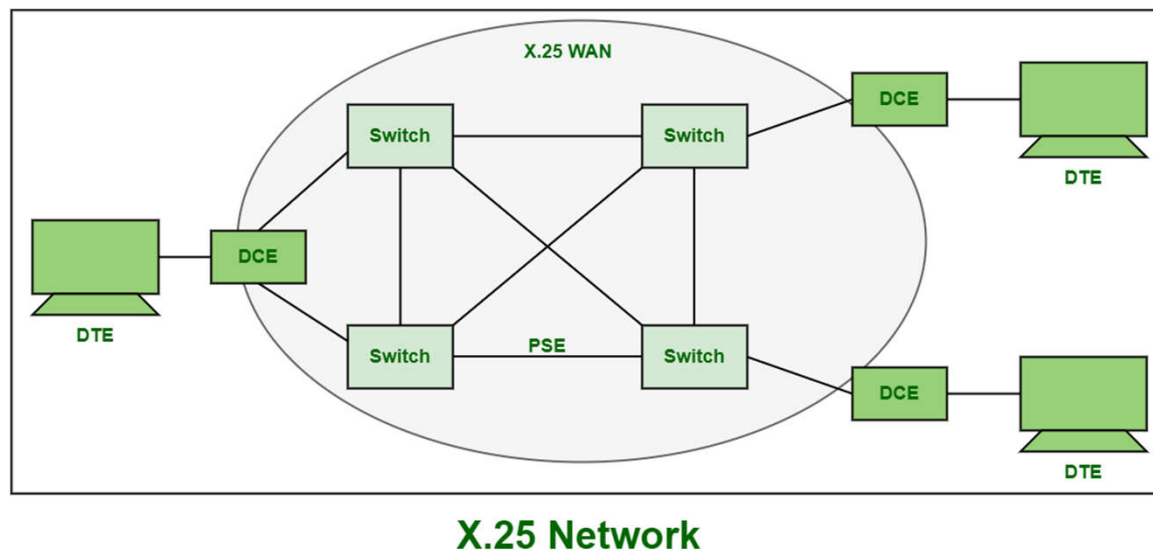 X.25 WAN
DCE
Switch
Switch
DTE
DCE
DTE
Switch
PSE
Switch
DCE
DTE
X.25 Network